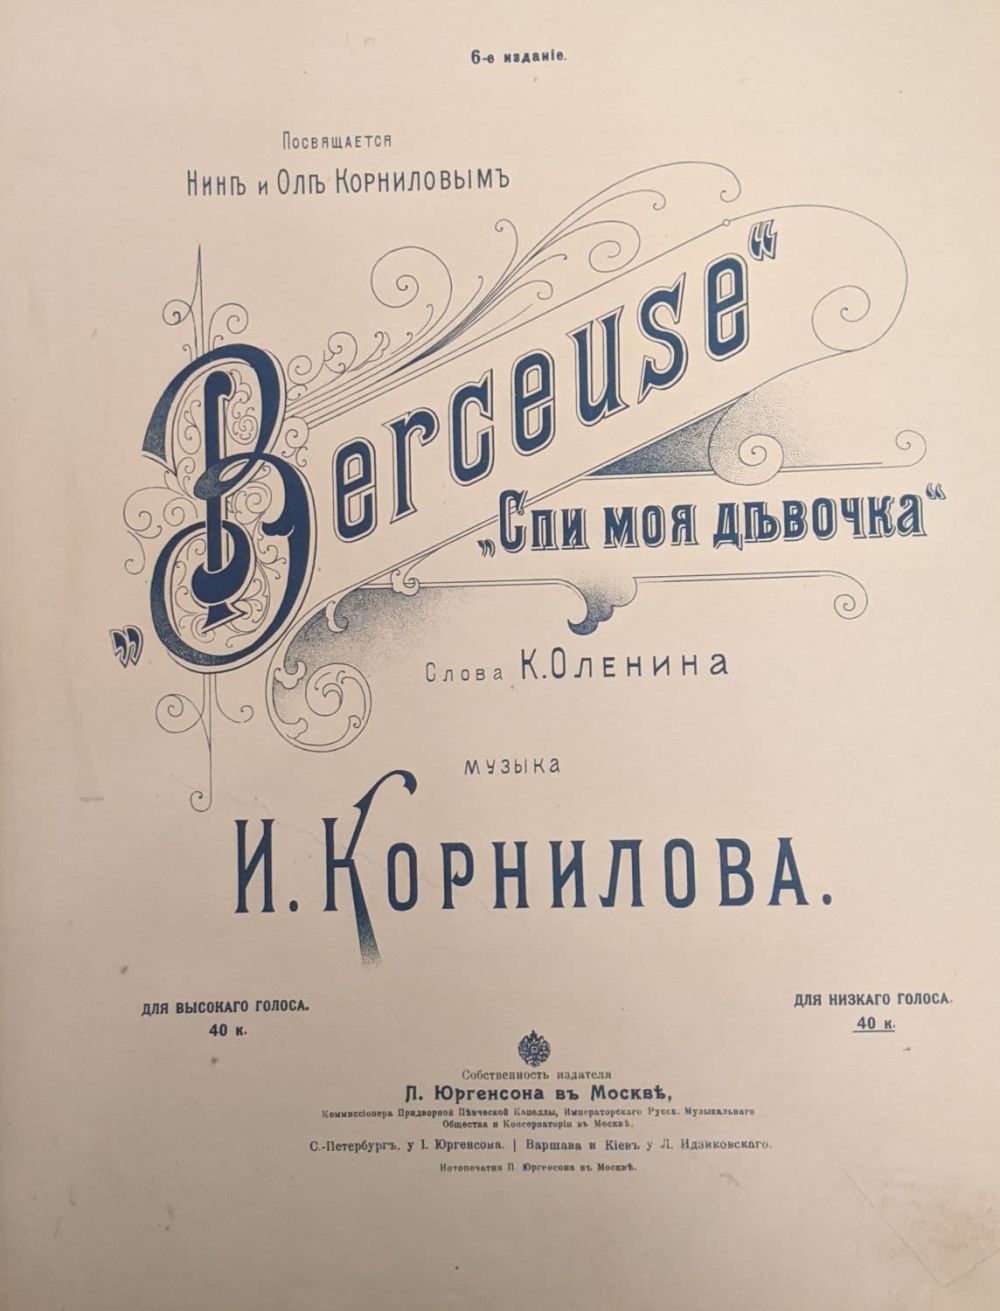 6-е изданіе.
Посвящается
Нинѣ и Олѣ Корниловымъ
„Berceuse“
„Спи моя дѣвочка“
Слова К. Оленина
музыка
И. Корнилова.
для высокаго голоса.
40 к.
для низкаго голоса.
40 к.
Собственность издателя
П. Юргенсона въ Москвѣ,
Коммиссіонера Придворной Пѣвческой Капеллы, Императорскаго Русск. Музыкальнаго
Общества и Консерваторіи въ Москвѣ.
С.-Петербургъ, у І. Юргенсона. | Варшава и Кіевъ у Л. Идзиковскаго.
Нотопечатня П. Юргенсона въ Москвѣ.